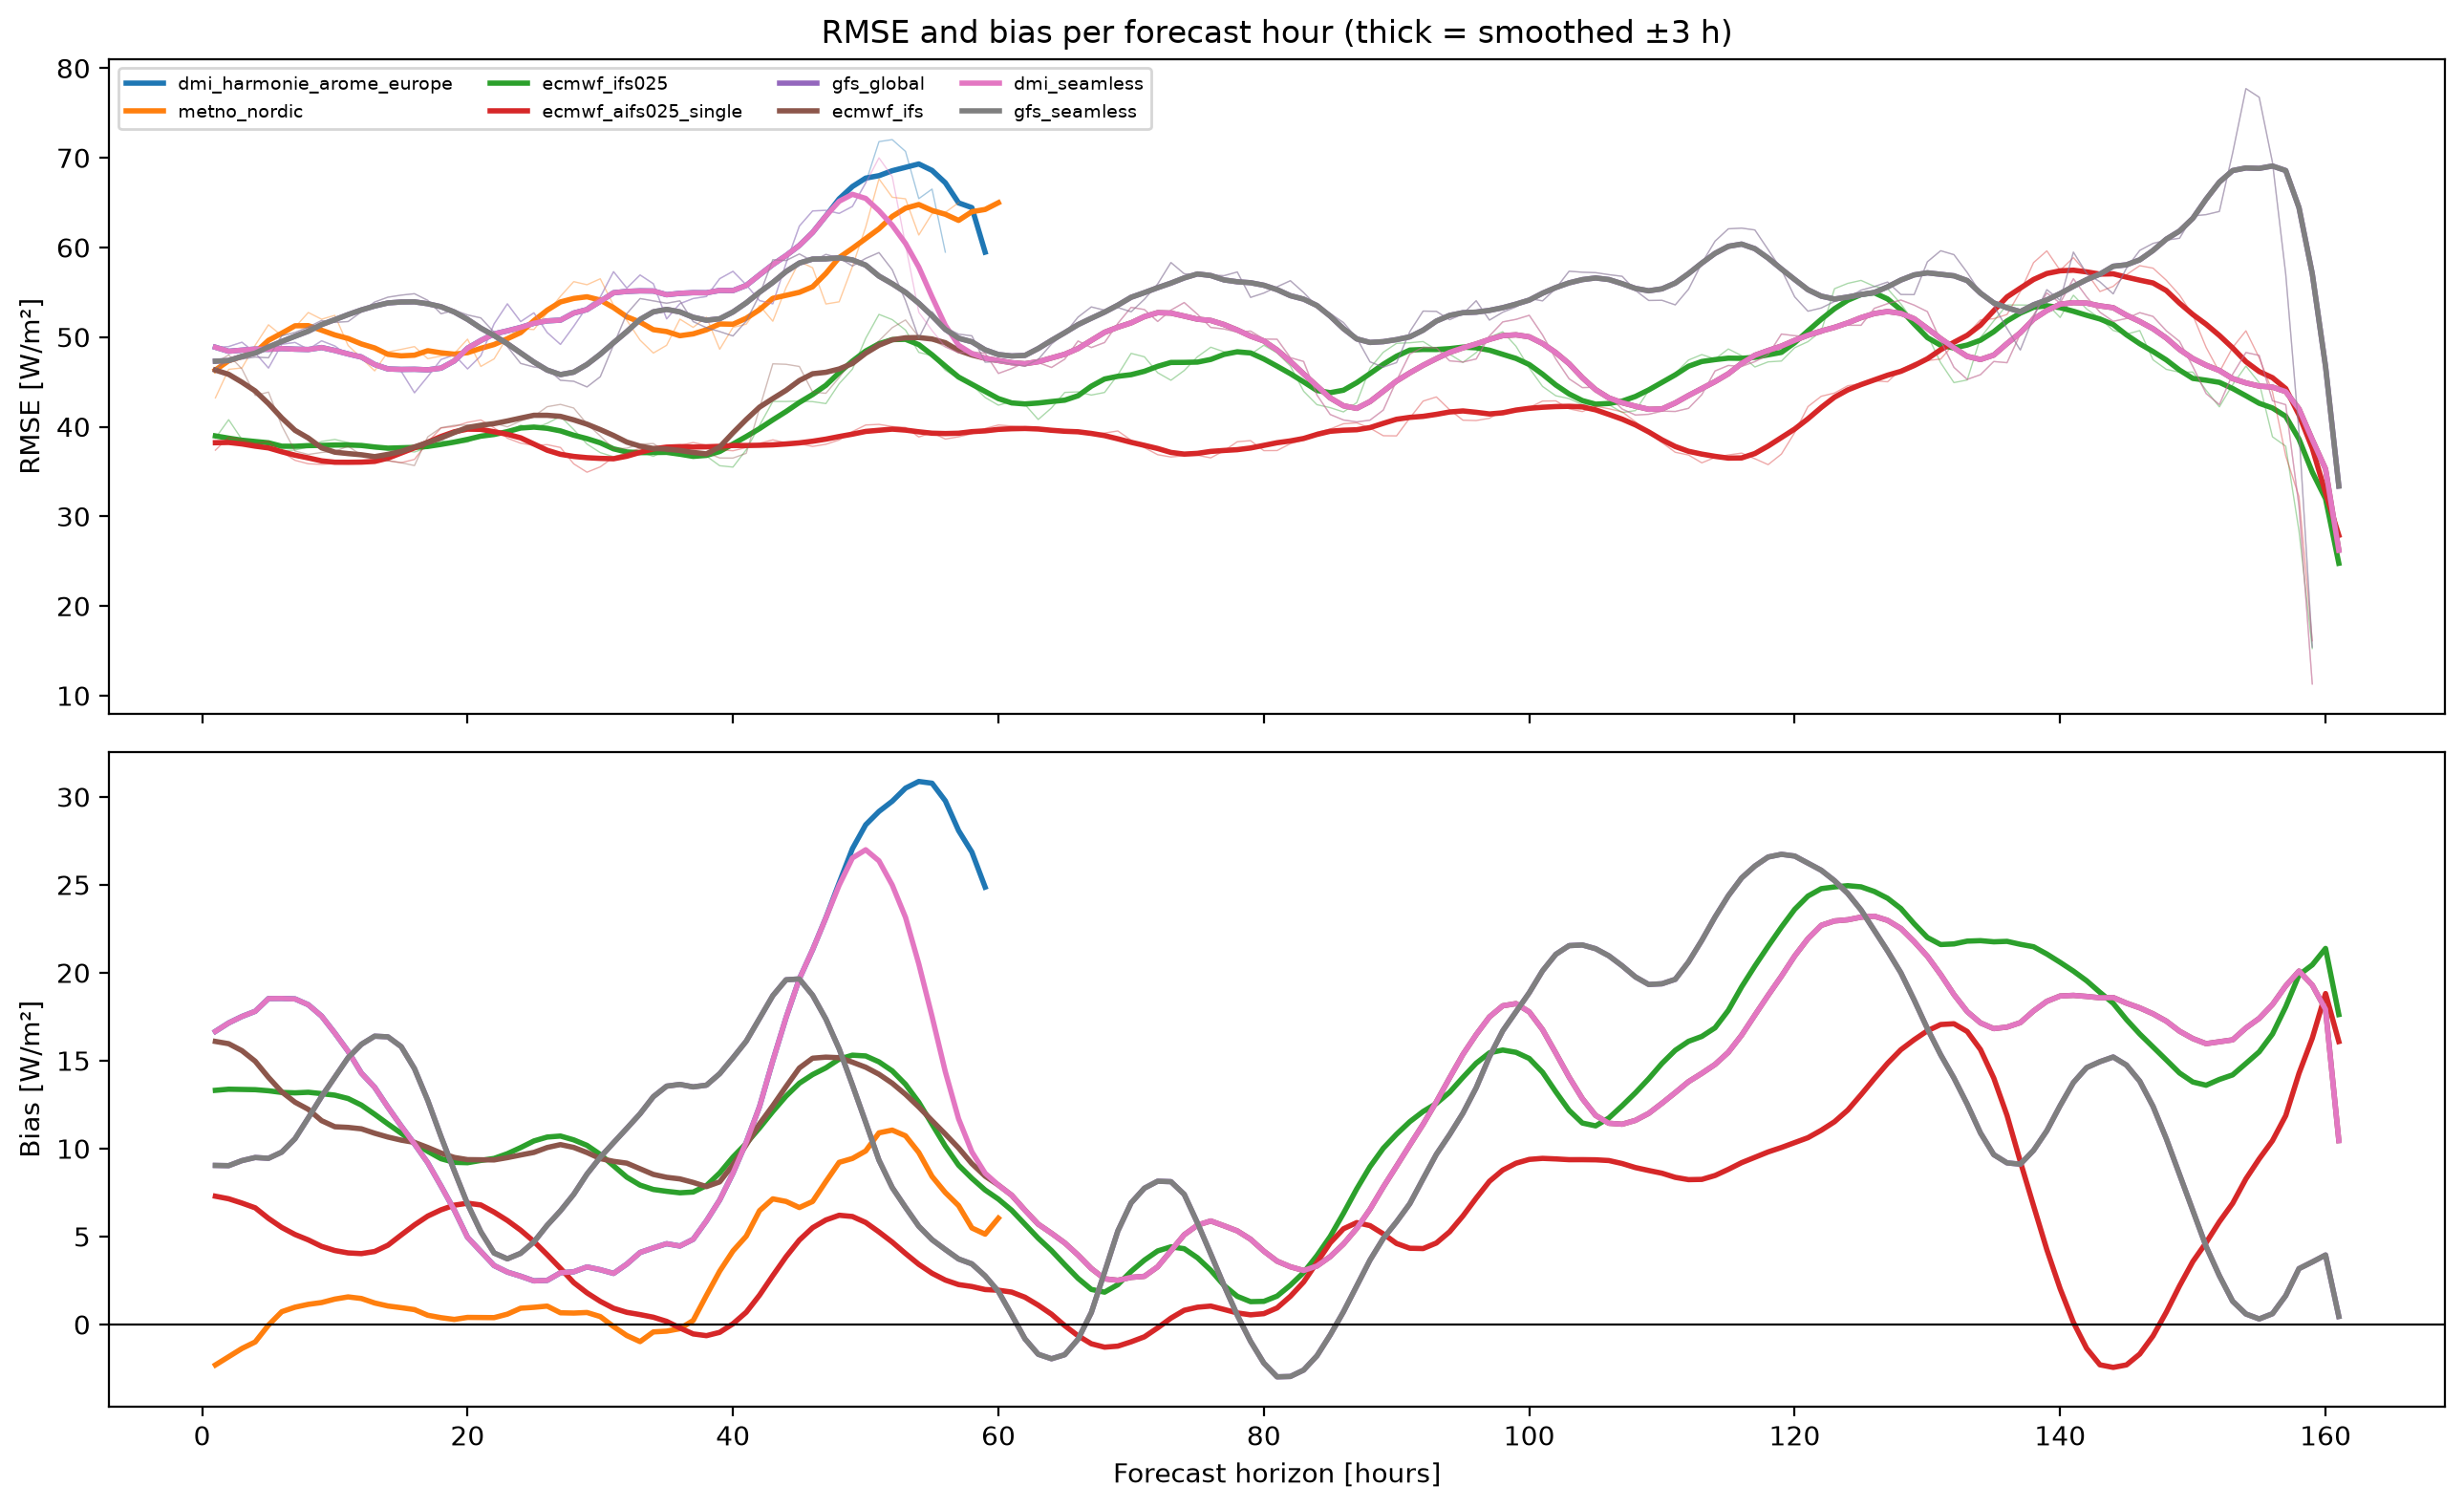 RMSE and bias per forecast hour (thick = smoothed ±3 h)
80
70
60
50
40
30
20
10
RMSE [W/m²]
dmi_harmonie_arome_europe
metno_nordic
ecmwf_ifs025
ecmwf_aifs025_single
gfs_global
ecmwf_ifs
dmi_seamless
gfs_seamless
30
25
20
15
10
5
0
Bias [W/m²]
0 20 40 60 80 100 120 140 160
Forecast horizon [hours]